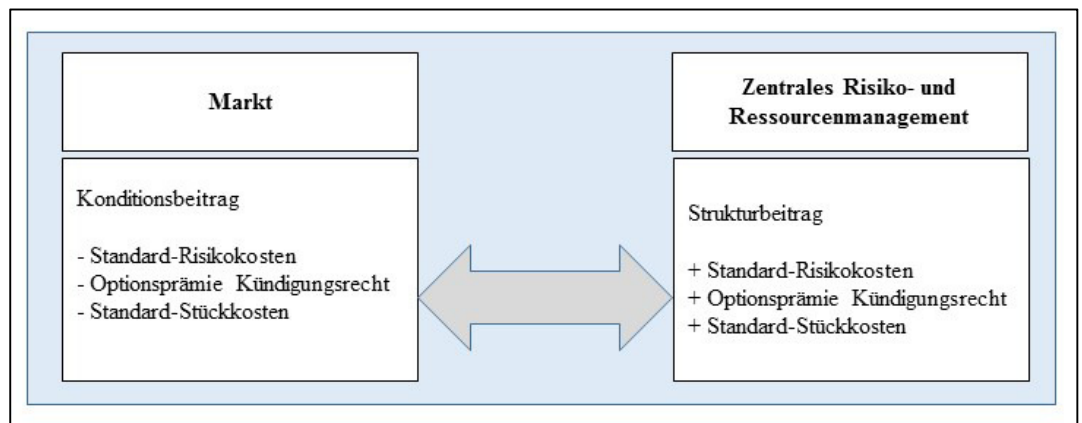 Markt
Konditionsbeitrag
- Standard-Risikokosten
- Optionsprämie Kündigungsrecht
- Standard-Stückkosten
Zentrales Risiko- und
Ressourcenmanagement
Strukturbeitrag
+ Standard-Risikokosten
+ Optionsprämie Kündigungsrecht
+ Standard-Stückkosten